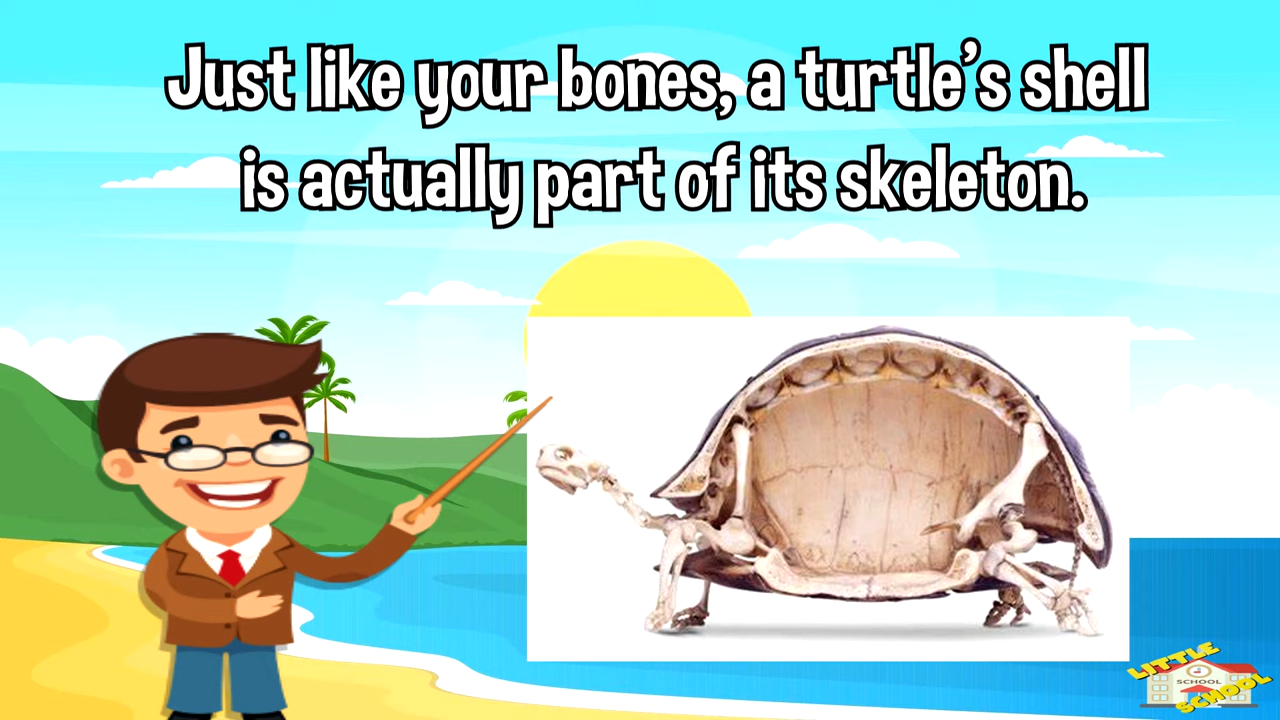 Just like your bones, a turtle’s shell
is actually part of its skeleton.
LITTLE
SCHOOL
SCHOOL